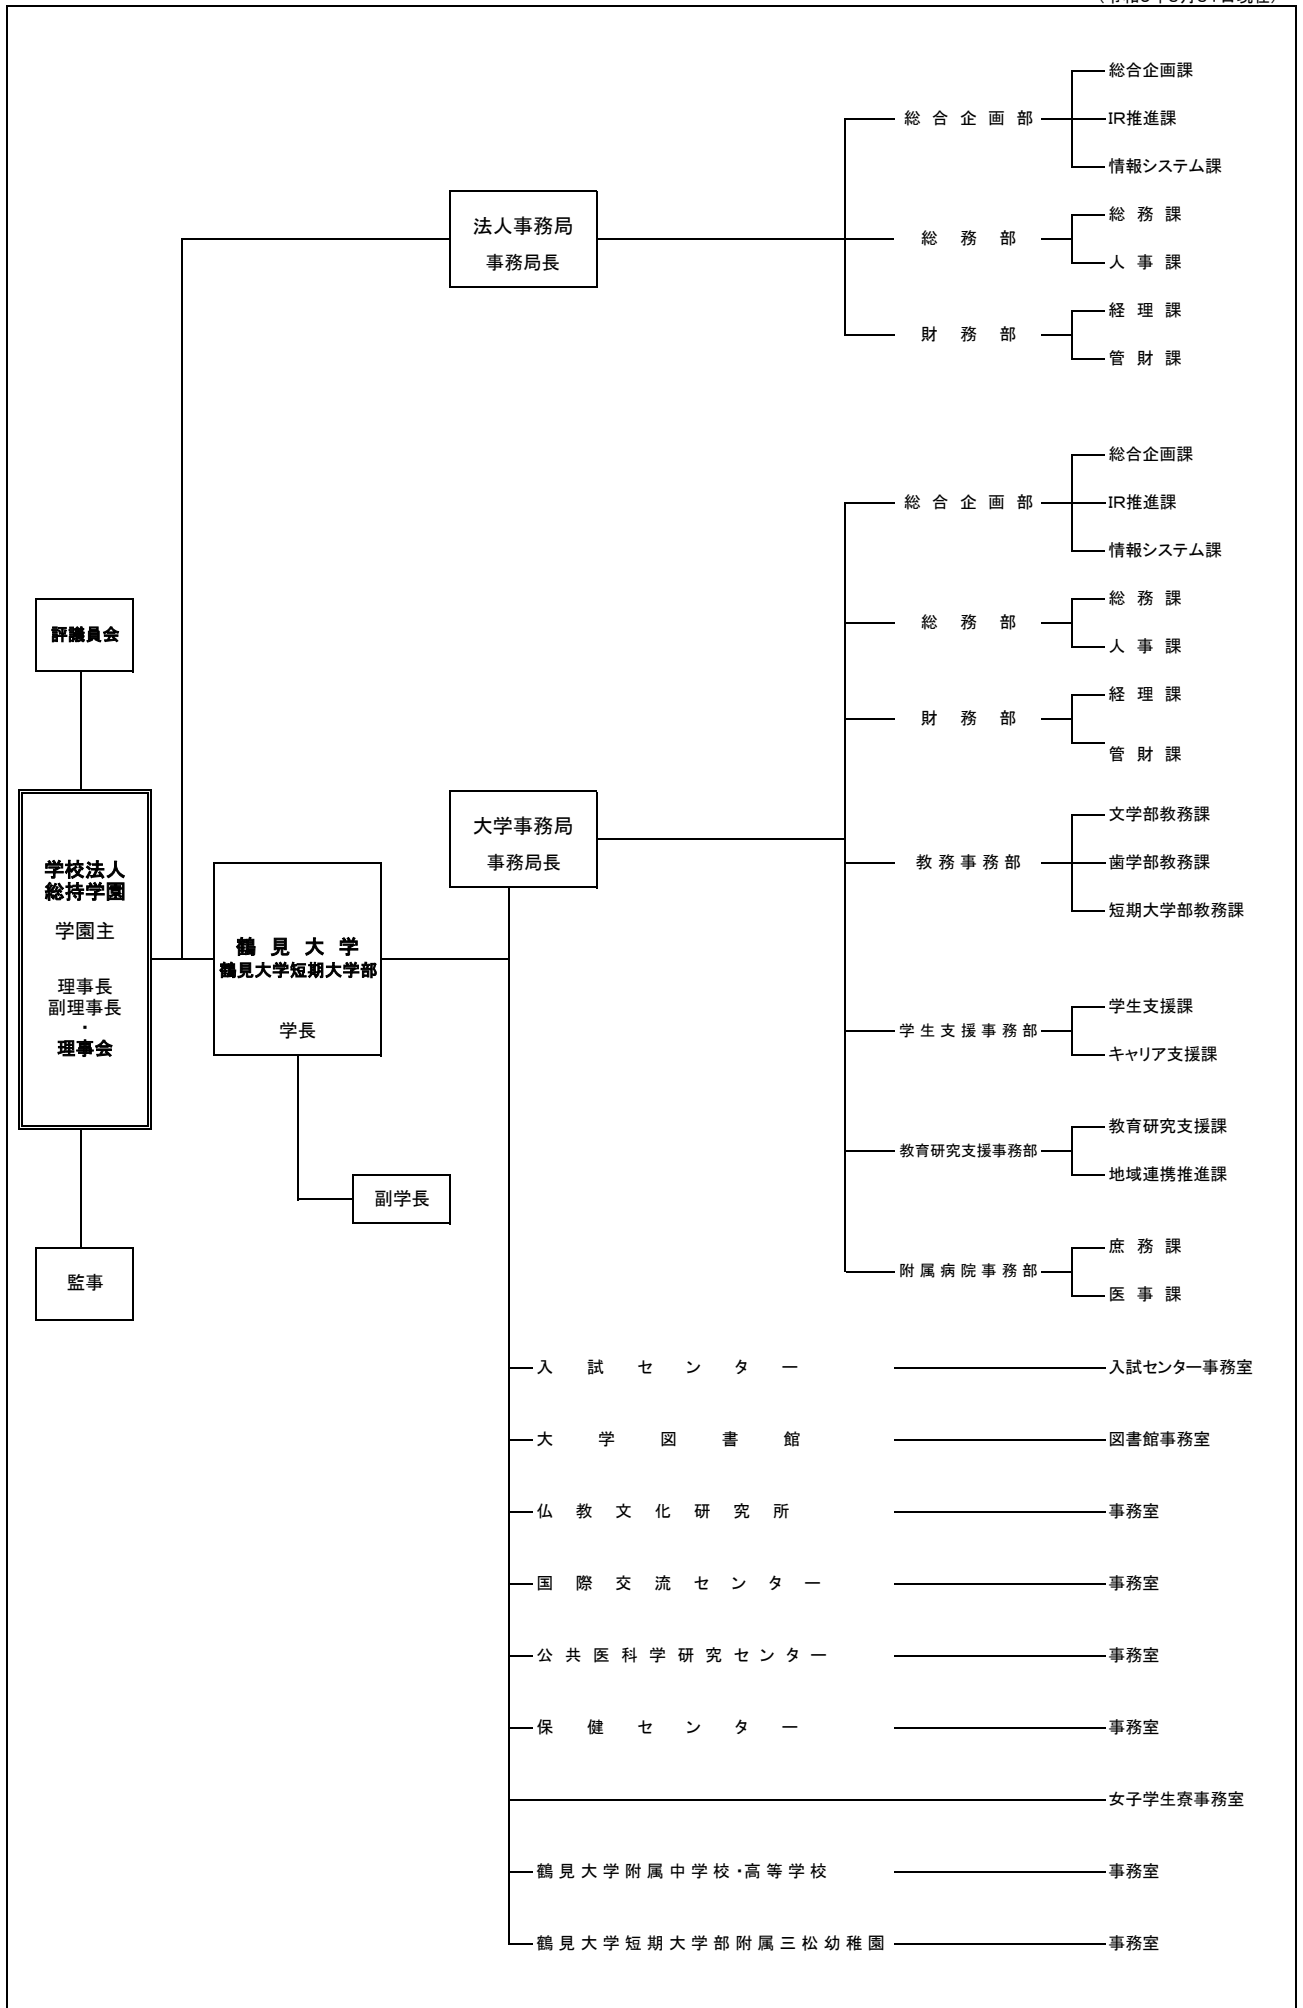 総合企画課
総合企画部
IR推進課
情報システム課
法人事務局
事務局長
総務課
総務部
人事課
経理課
財務部
管財課
総合企画課
総合企画部
IR推進課
情報システム課
総務課
総務部
人事課
評議員会
経理課
財務部
管財課
大学事務局
事務局長
文学部教務課
教務事務部
歯学部教務課
短期大学部教務課
学校法人
総持学園
学園主
理事長
副理事長
・
理事会
鶴見大学
鶴見大学短期大学部
学長
学生支援課
学生支援事務部
キャリア支援課
教育研究支援課
教育研究支援事務部
地域連携推進課
副学長
監事
庶務課
附属病院事務部
医事課
入試センター 入試センター事務室
大学図書館 図書館事務室
仏教文化研究所 事務室
国際交流センター 事務室
公共医科学研究センター 事務室
保健センター 事務室
女子学生寮事務室
鶴見大学附属中学校・高等学校 事務室
鶴見大学短期大学部附属三松幼稚園 事務室